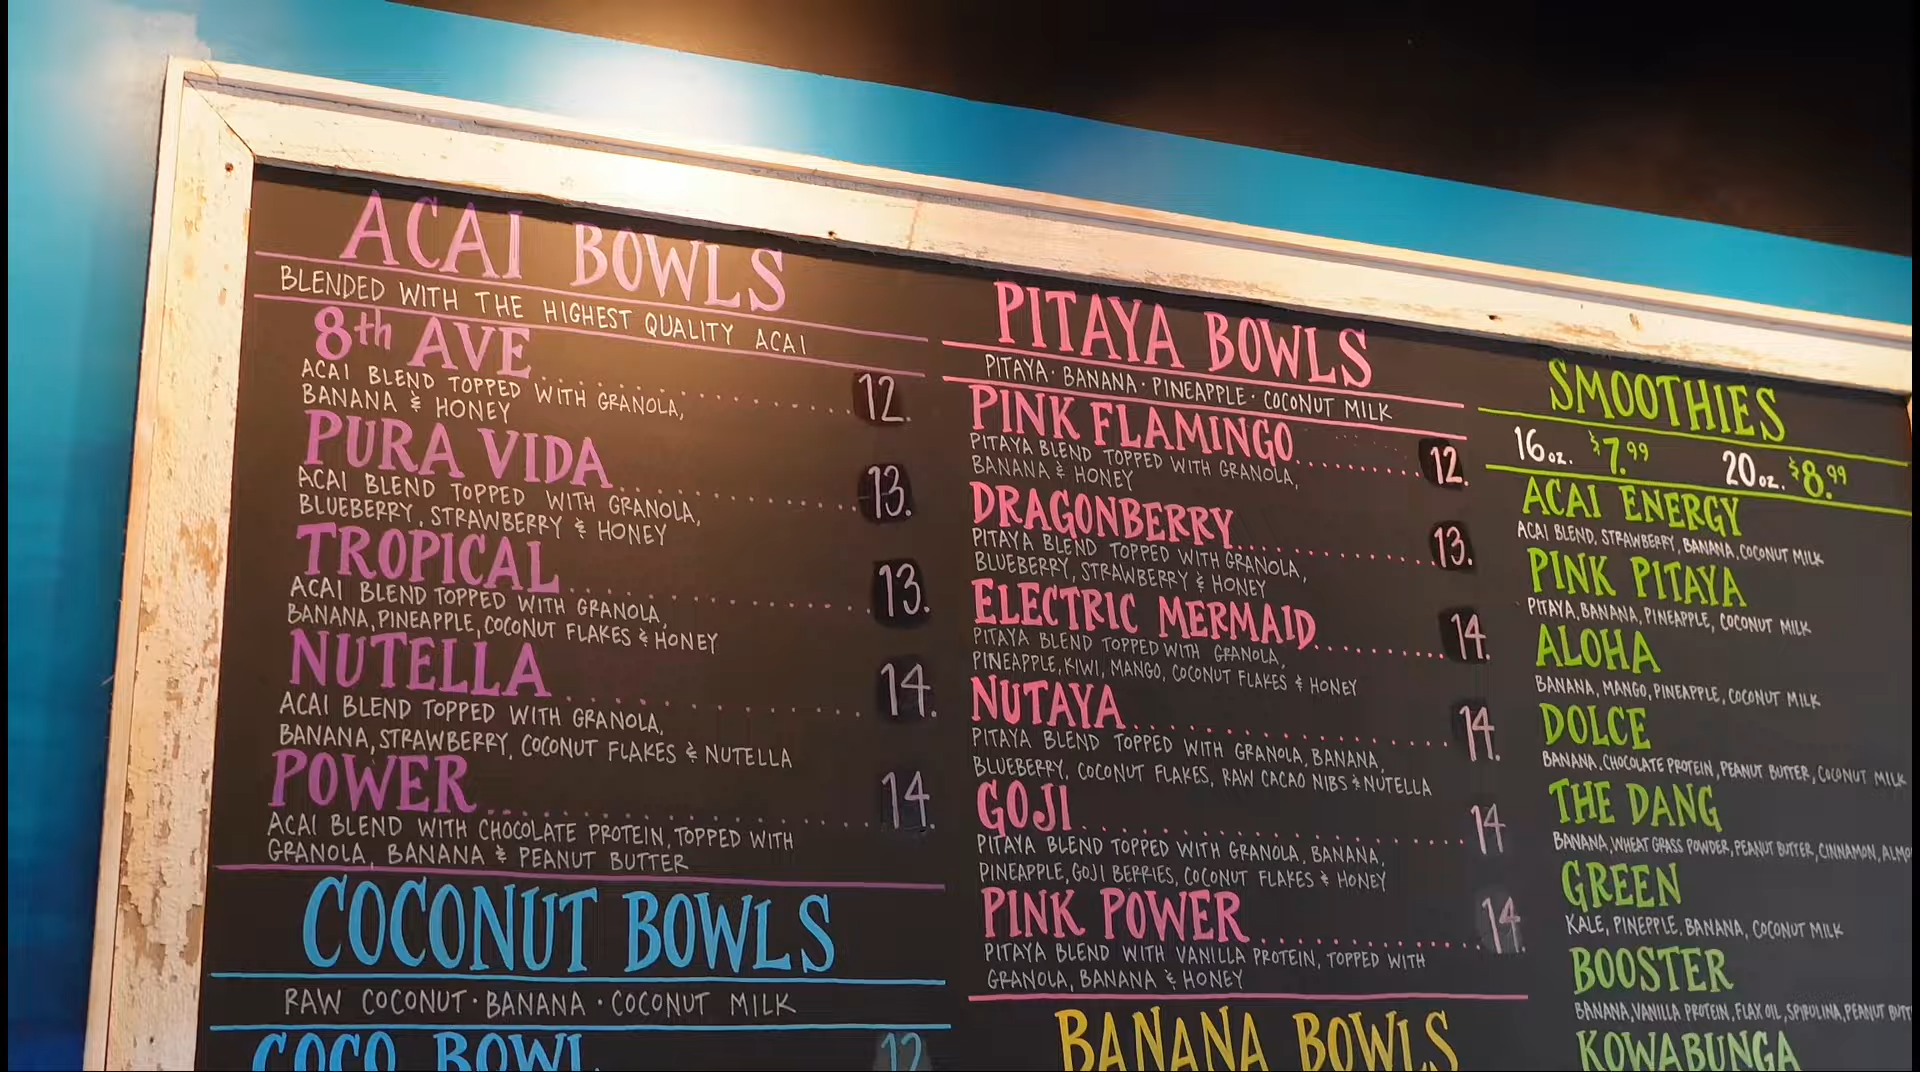 ACAI BOWLS
BLENDED WITH THE HIGHEST QUALITY ACAI
8th AVE 12.
ACAI BLEND TOPPED WITH GRANOLA,
BANANA & HONEY
PURA VIDA 13.
ACAI BLEND TOPPED WITH GRANOLA,
BLUEBERRY, STRAWBERRY & HONEY
TROPICAL 13.
ACAI BLEND TOPPED WITH GRANOLA,
BANANA, PINEAPPLE, COCONUT FLAKES & HONEY
NUTELLA 14.
ACAI BLEND TOPPED WITH GRANOLA,
BANANA, STRAWBERRY, COCONUT FLAKES & NUTELLA
POWER 14.
ACAI BLEND WITH CHOCOLATE PROTEIN, TOPPED WITH
GRANOLA, BANANA & PEANUT BUTTER
COCONUT BOWLS
RAW COCONUT · BANANA · COCONUT MILK
COCO BOWL 12
PITAYA BOWLS
PITAYA · BANANA · PINEAPPLE · COCONUT MILK
PINK FLAMINGO 12.
PITAYA BLEND TOPPED WITH GRANOLA,
BANANA & HONEY
DRAGONBERRY 13.
PITAYA BLEND TOPPED WITH GRANOLA,
BLUEBERRY, STRAWBERRY & HONEY
ELECTRIC MERMAID 14.
PITAYA BLEND TOPPED WITH GRANOLA,
PINEAPPLE, KIWI, MANGO, COCONUT FLAKES & HONEY
NUTAYA 14.
PITAYA BLEND TOPPED WITH GRANOLA, BANANA,
BLUEBERRY, COCONUT FLAKES, RAW CACAO NIBS & NUTELLA
GOJI 14
PITAYA BLEND TOPPED WITH GRANOLA, BANANA,
PINEAPPLE, GOJI BERRIES, COCONUT FLAKES & HONEY
PINK POWER 14.
PITAYA BLEND WITH VANILLA PROTEIN, TOPPED WITH
GRANOLA, BANANA & HONEY
BANANA BOWLS
SMOOTHIES
16 oz. $7.99 20 oz. $8.99
ACAI ENERGY
ACAI BLEND, STRAWBERRY, BANANA, COCONUT MILK
PINK PITAYA
PITAYA, BANANA, PINEAPPLE, COCONUT MILK
ALOHA
BANANA, MANGO, PINEAPPLE, COCONUT MILK
DOLCE
BANANA, CHOCOLATE PROTEIN, PEANUT BUTTER, COCONUT MILK
THE DANG
BANANA, WHEAT GRASS POWDER, PEANUT BUTTER, CINNAMON, ALMO
GREEN
KALE, PINEPPLE, BANANA, COCONUT MILK
BOOSTER
BANANA, VANILLA PROTEIN, FLAX OIL, SPIROLINA, PEANUT BUTT
KOWABUNGA